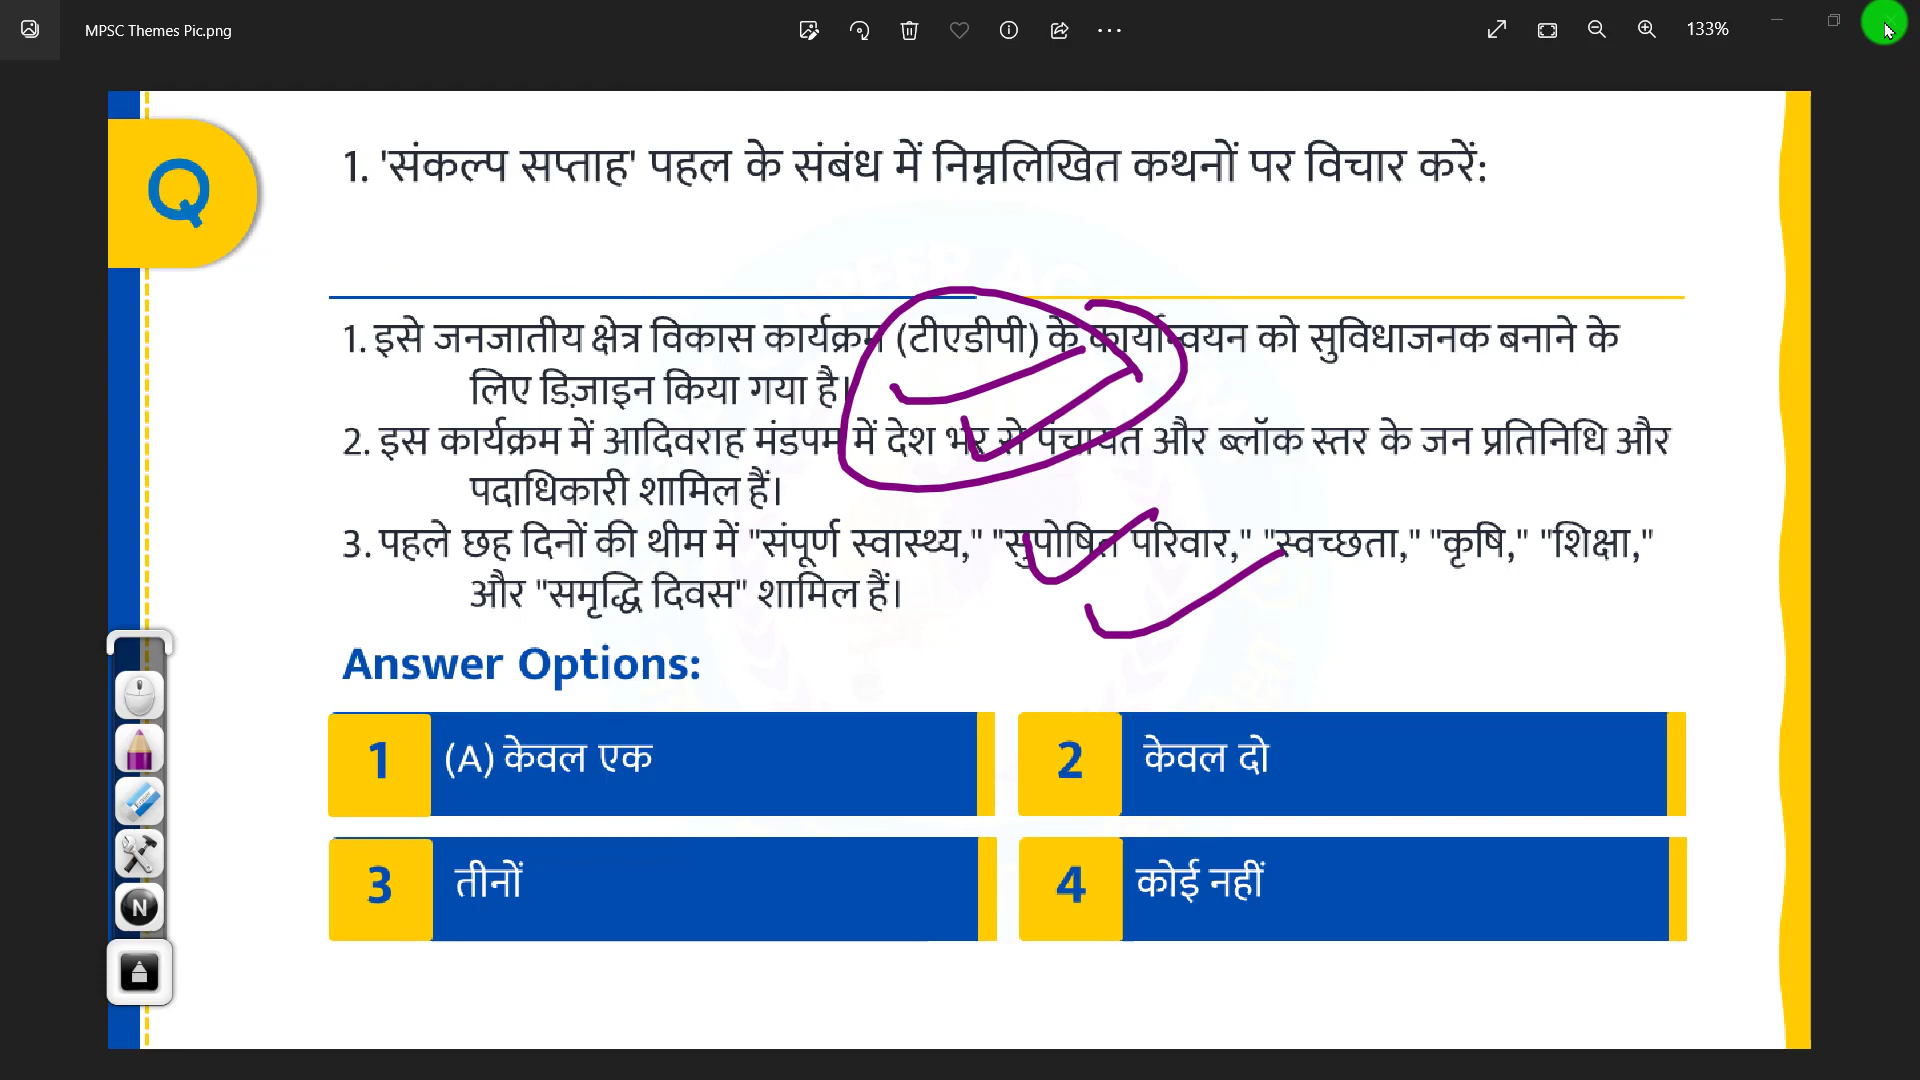 MPSC Themes Pic.png
133%
Q
1. 'संकल्प सप्ताह' पहल के संबंध में निम्नलिखित कथनों पर विचार करें:
1. इसे जनजातीय क्षेत्र विकास कार्यक्रम (टीएडीपी) के कार्यान्वयन को सुविधाजनक बनाने के
लिए डिज़ाइन किया गया है।
2. इस कार्यक्रम में आदिवराह मंडपम में देश भर से पंचायत और ब्लॉक स्तर के जन प्रतिनिधि और
पदाधिकारी शामिल हैं।
3. पहले छह दिनों की थीम में "संपूर्ण स्वास्थ्य," "सुपोषित परिवार," "स्वच्छता," "कृषि," "शिक्षा,"
और "समृद्धि दिवस" शामिल हैं।
Answer Options:
1 (A) केवल एक
2 केवल दो
3 तीनों
4 कोई नहीं
N